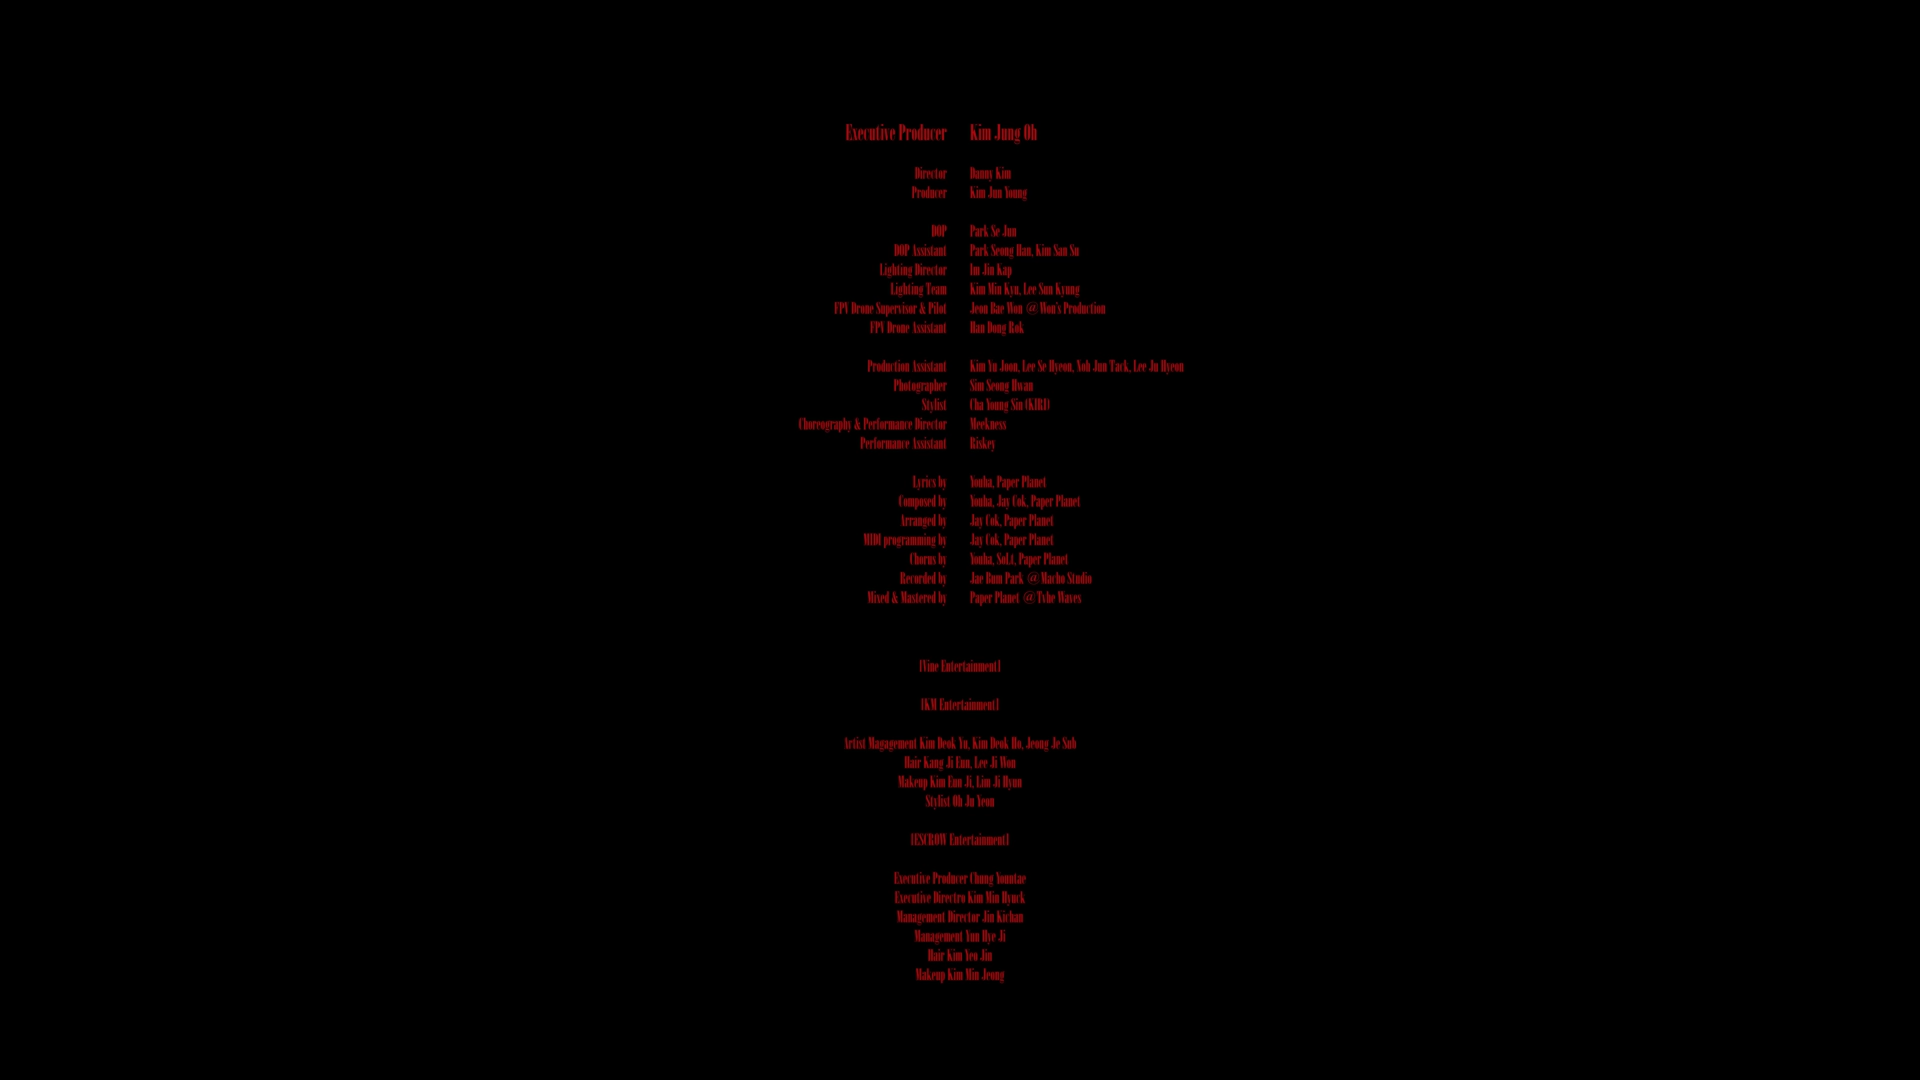 Executive Producer Kim Jung Oh
Director Danny Kim
Producer Kim Jun Young
DOP Park Se Jun
DOP Assistant Park Seong Han, Kim San Su
Lighting Director Im Jin Kap
Lighting Team Kim Min Kyu, Lee Sun Kyung
FPV Drone Supervisor & Pilot Jeon Bae Won @Won's Production
FPV Drone Assistant Han Dong Rok
Production Assistant Kim Yu Joon, Lee Se Hyeon, Noh Jun Tack, Lee Ju Hyeon
Photographer Sim Seong Hwan
Stylist Cha Young Sin (KIRI)
Choreography & Performance Director Meekness
Performance Assistant Riskey
Lyrics by Youha, Paper Planet
Composed by Youha, Jay Cok, Paper Planet
Arranged by Jay Cok, Paper Planet
MIDI programming by Jay Cok, Paper Planet
Chorus by Youha, SoLt, Paper Planet
Recorded by Jae Bum Park @Macho Studio
Mixed & Mastered by Paper Planet @Tvbe Waves
[Vine Entertainment]
[KM Entertainment]
Artist Magagement Kim Deok Yu, Kim Deok Ho, Jeong Je Sub
Hair Kang Ji Eun, Lee Ji Won
Makeup Kim Eun Ji, Lim Ji Hyun
Stylist Oh Ju Yeon
[ESCROW Entertainment]
Executive Producer Chung Yountae
Executive Directro Kim Min Hyuck
Management Director Jin Kichan
Management Yun Hye Ji
Hair Kim Yeo Jin
Makeup Kim Min Jeong